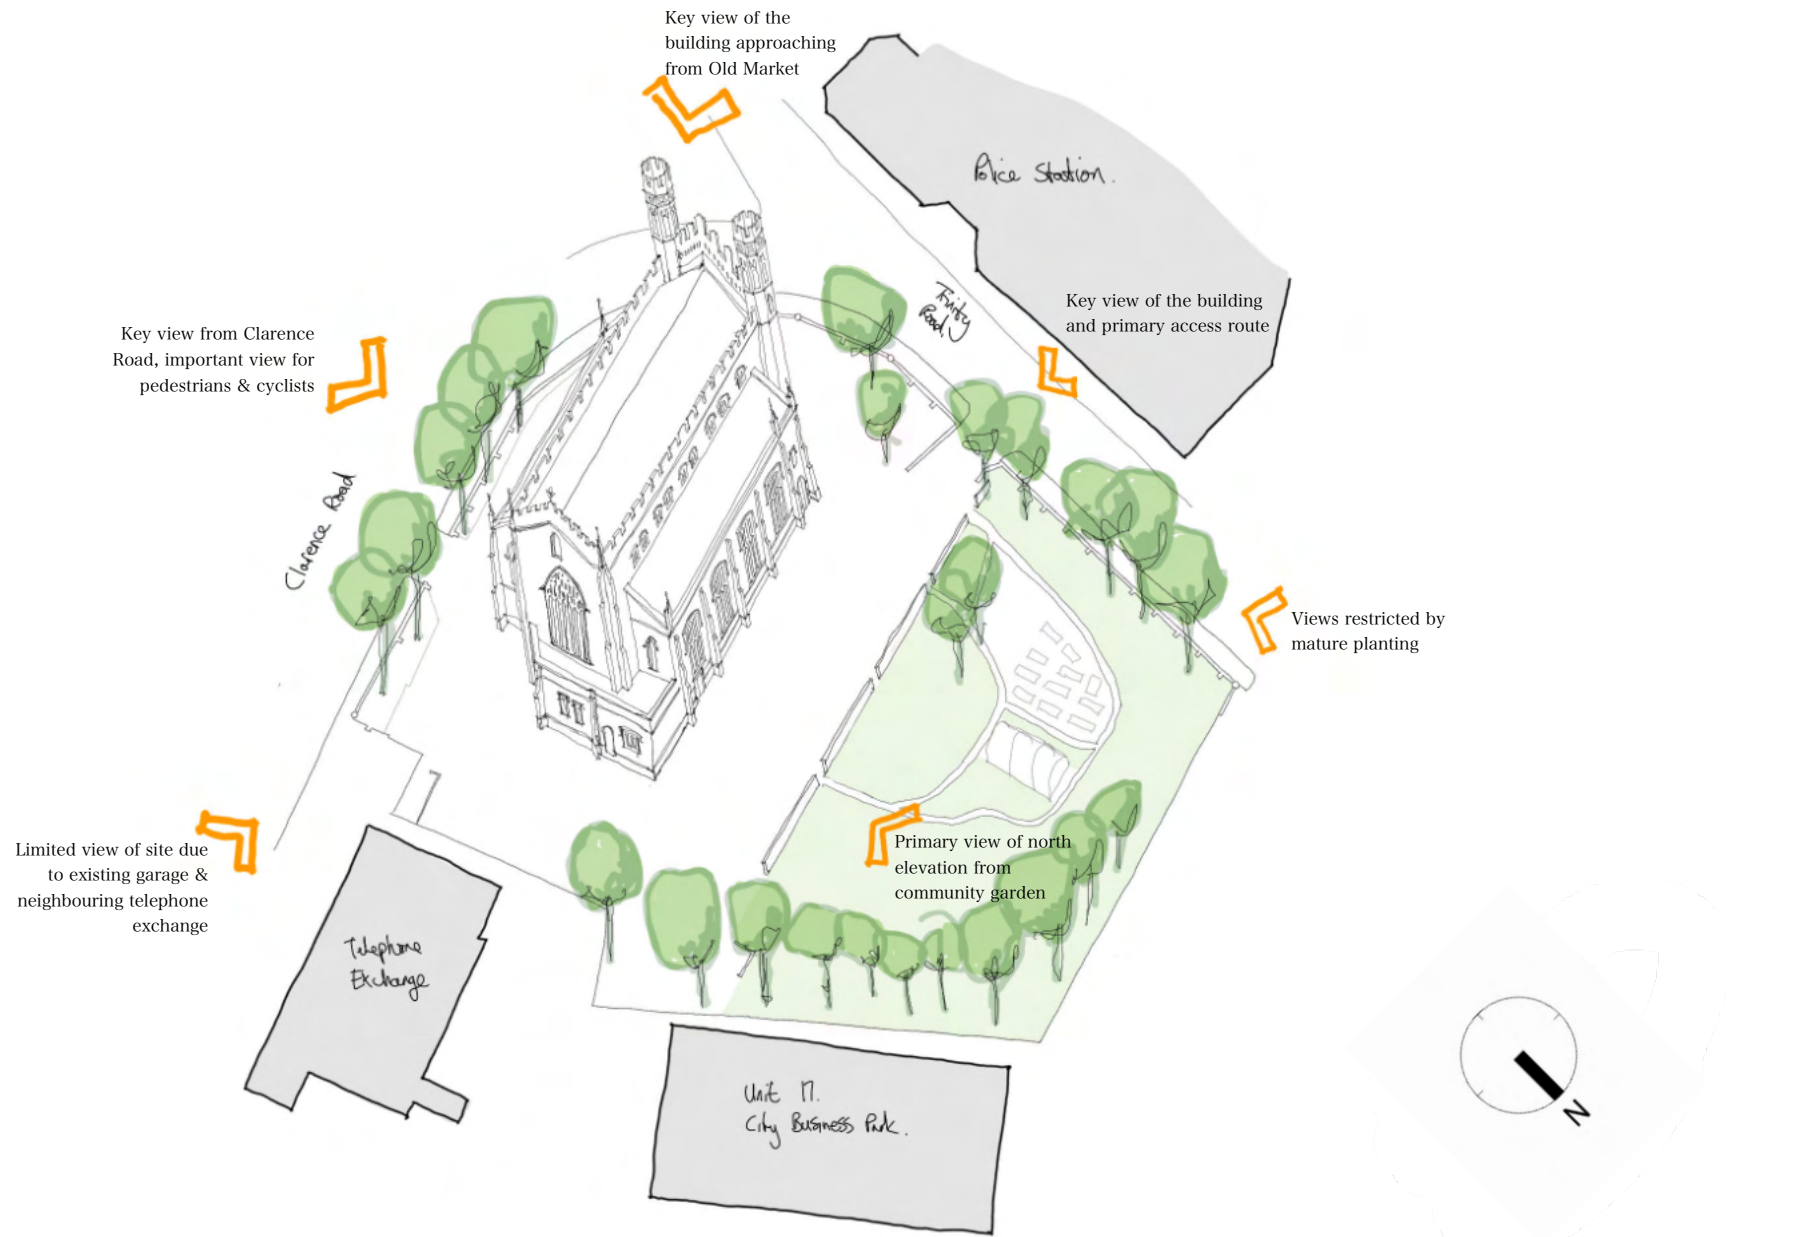 Key view of the
building approaching
from Old Market
Police Station.
Trinity
Road
Key view of the building
and primary access route
Key view from Clarence
Road, important view for
pedestrians & cyclists
Clarence Road
Views restricted by
mature planting
Limited view of site due
to existing garage &
neighbouring telephone
exchange
Primary view of north
elevation from
community garden
Telephone
Exchange
Unit 17.
City Business Park.
N